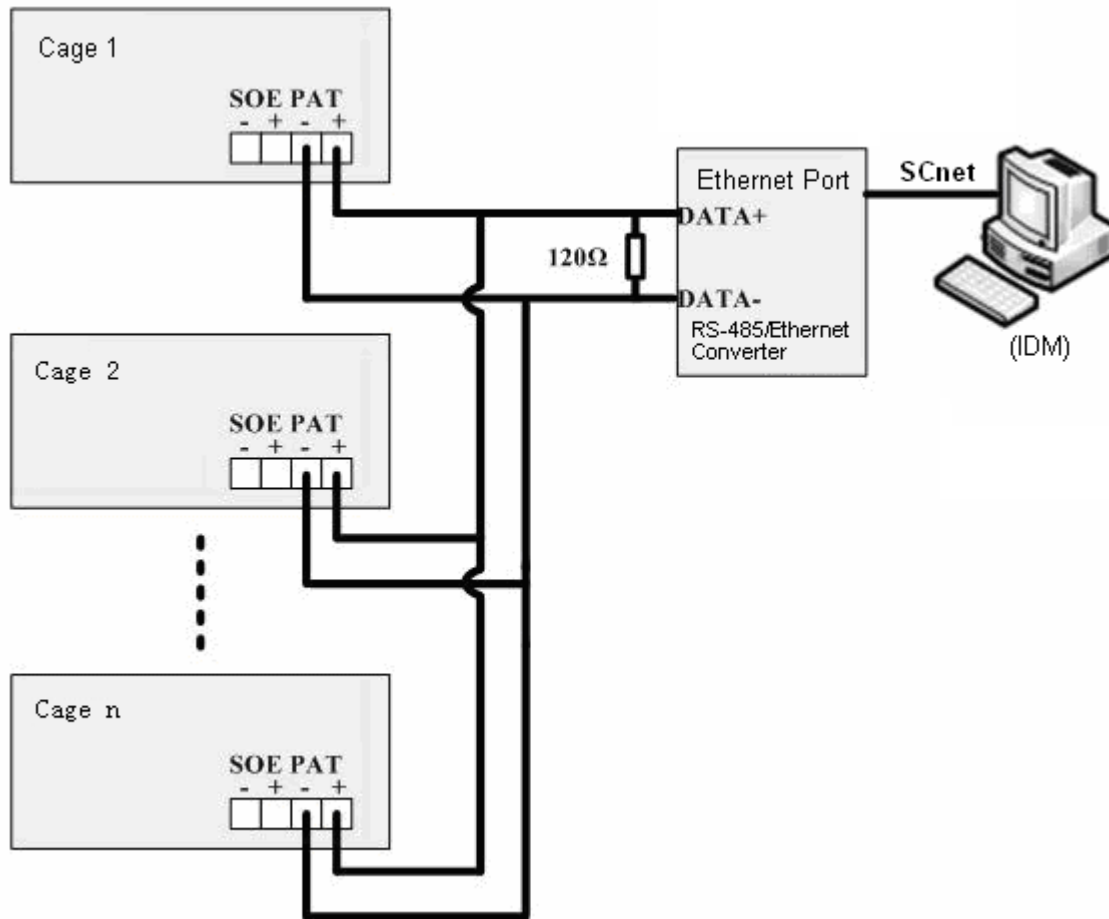 Cage 1
SOE PAT
- + - +
Ethernet Port
SCnet
DATA+
120Ω
DATA-
RS-485/Ethernet
Converter
(IDM)
Cage 2
SOE PAT
- + - +
Cage n
SOE PAT
- + - +